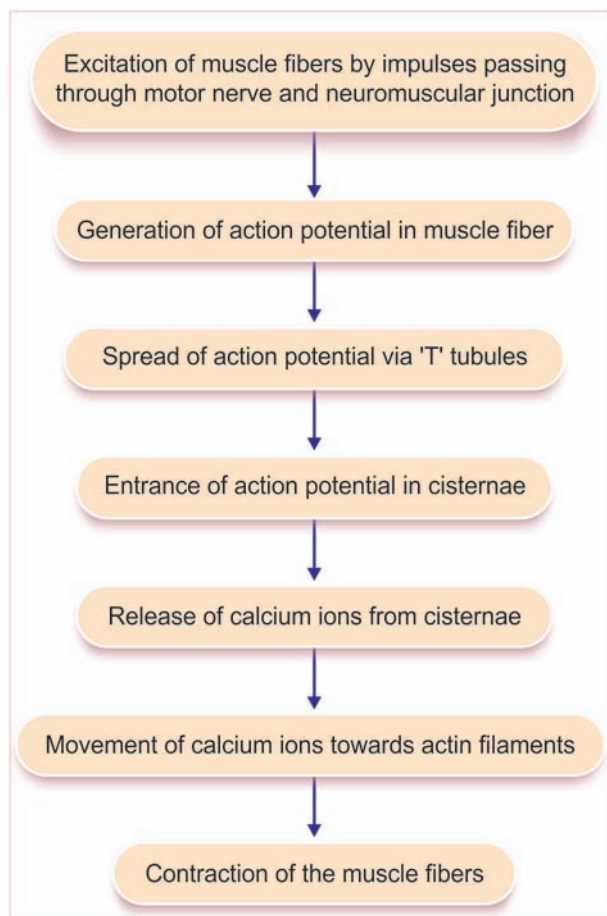 Excitation of muscle fibers by impulses passing
through motor nerve and neuromuscular junction
Generation of action potential in muscle fiber
Spread of action potential via 'T' tubules
Entrance of action potential in cisternae
Release of calcium ions from cisternae
Movement of calcium ions towards actin filaments
Contraction of the muscle fibers